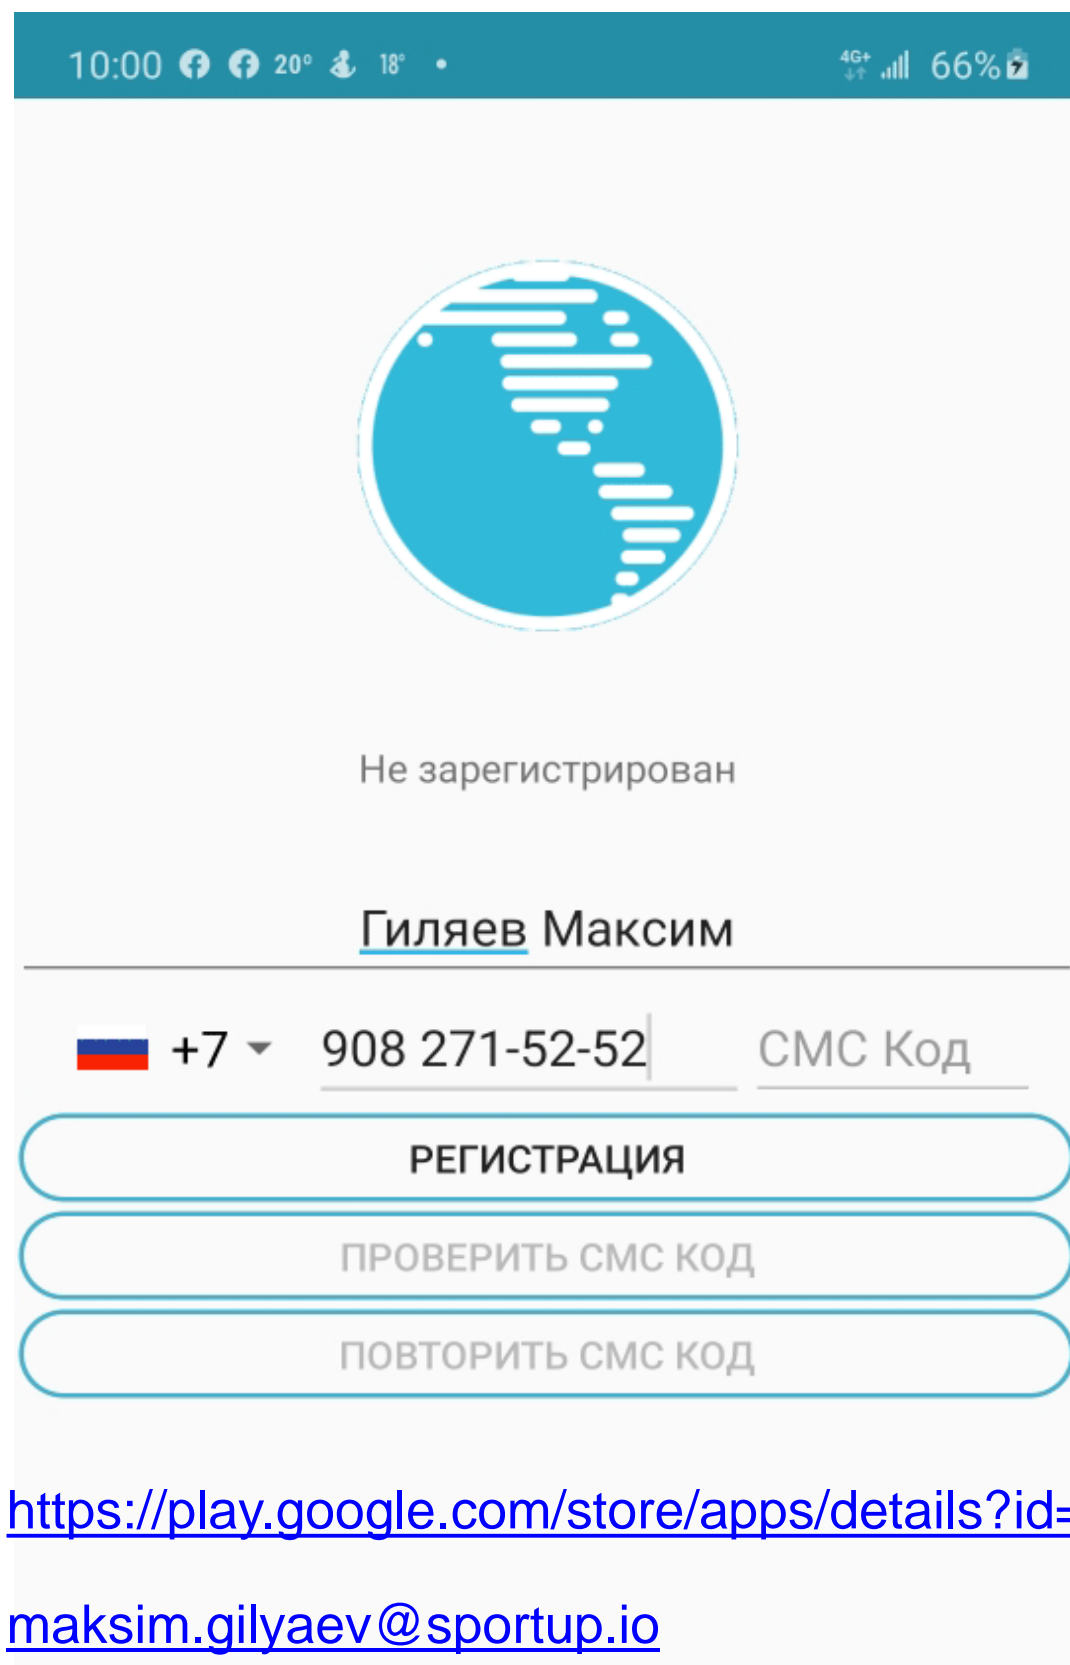 10:00 20° 18° 4G+ 66%
Не зарегистрирован
Гиляев Максим
+7 908 271-52-52 СМС Код
РЕГИСТРАЦИЯ
ПРОВЕРИТЬ СМС КОД
ПОВТОРИТЬ СМС КОД
https://play.google.com/store/apps/details?id=
maksim.gilyaev@sportup.io